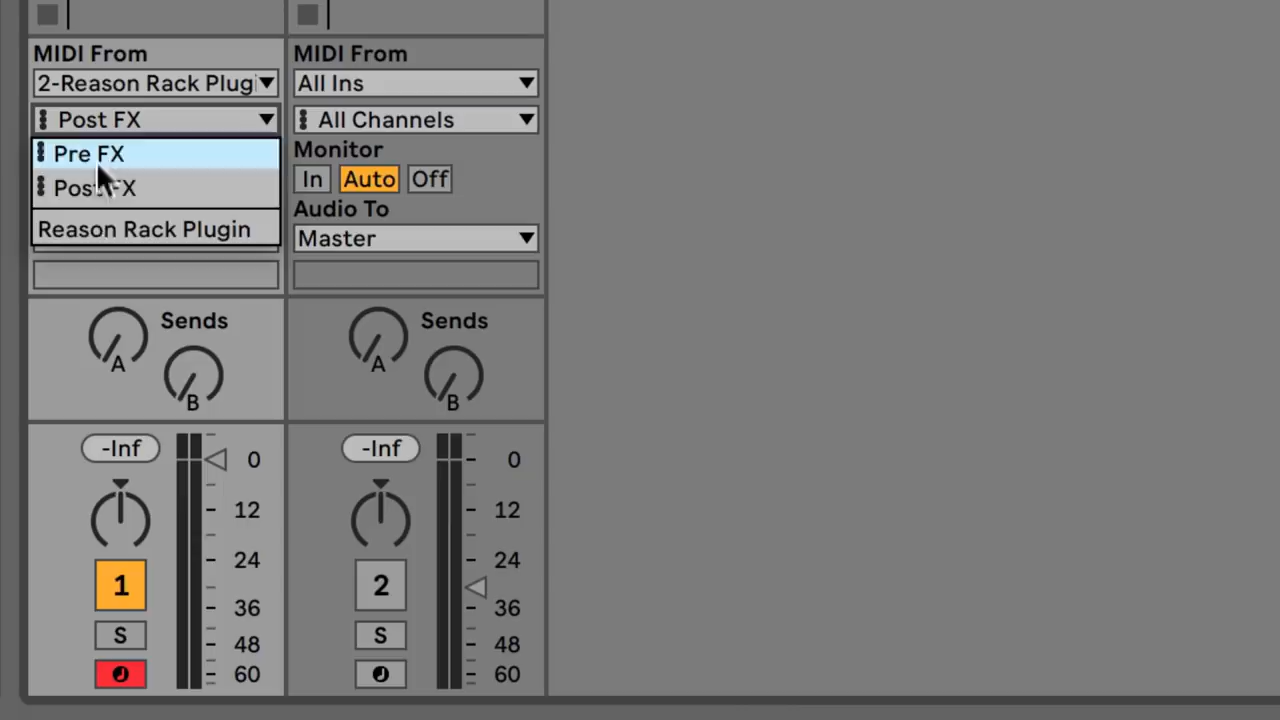 MIDI From
2-Reason Rack Plugi
Post FX
Pre FX
Post FX
Reason Rack Plugin
Sends
A
B
-Inf
0
12
24
36
48
60
1
S
MIDI From
All Ins
All Channels
Monitor
In Auto Off
Audio To
Master
Sends
A
B
-Inf
0
12
24
36
48
60
2
S